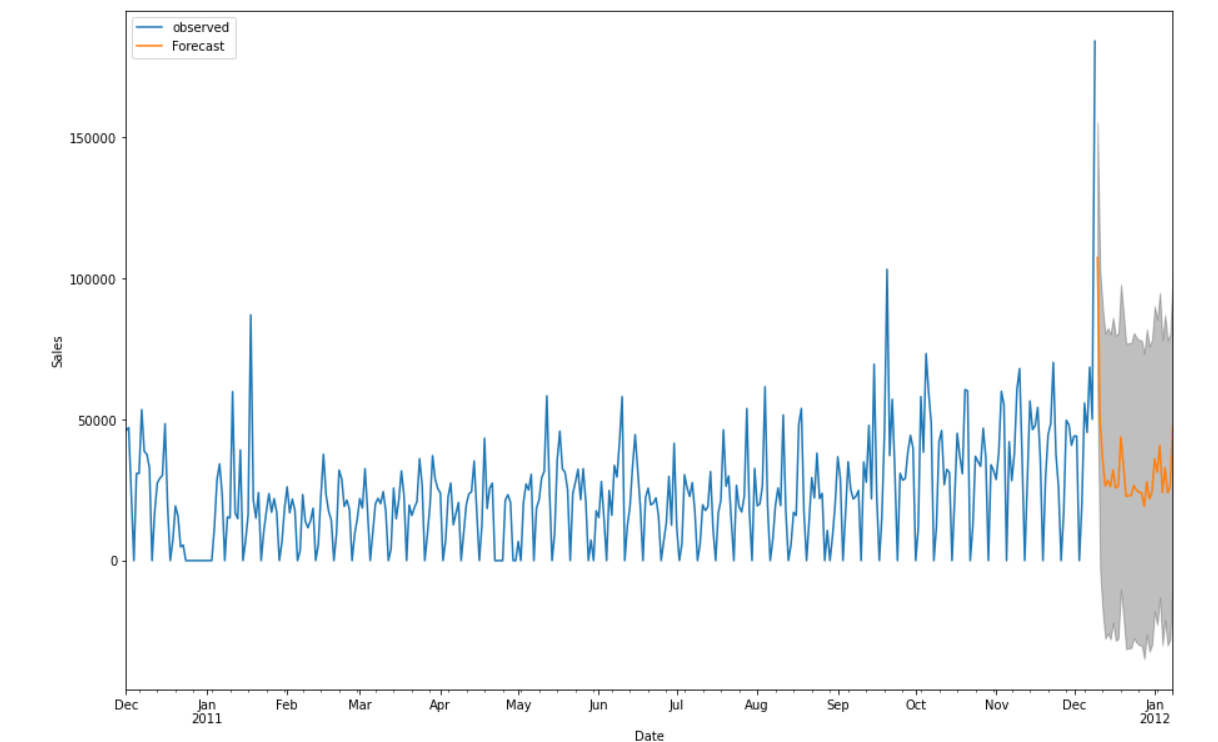 observed
Forecast
150000
100000
50000
0
Sales
Dec Jan Feb Mar Apr May Jun Jul Aug Sep Oct Nov Dec Jan
2011 2012
Date